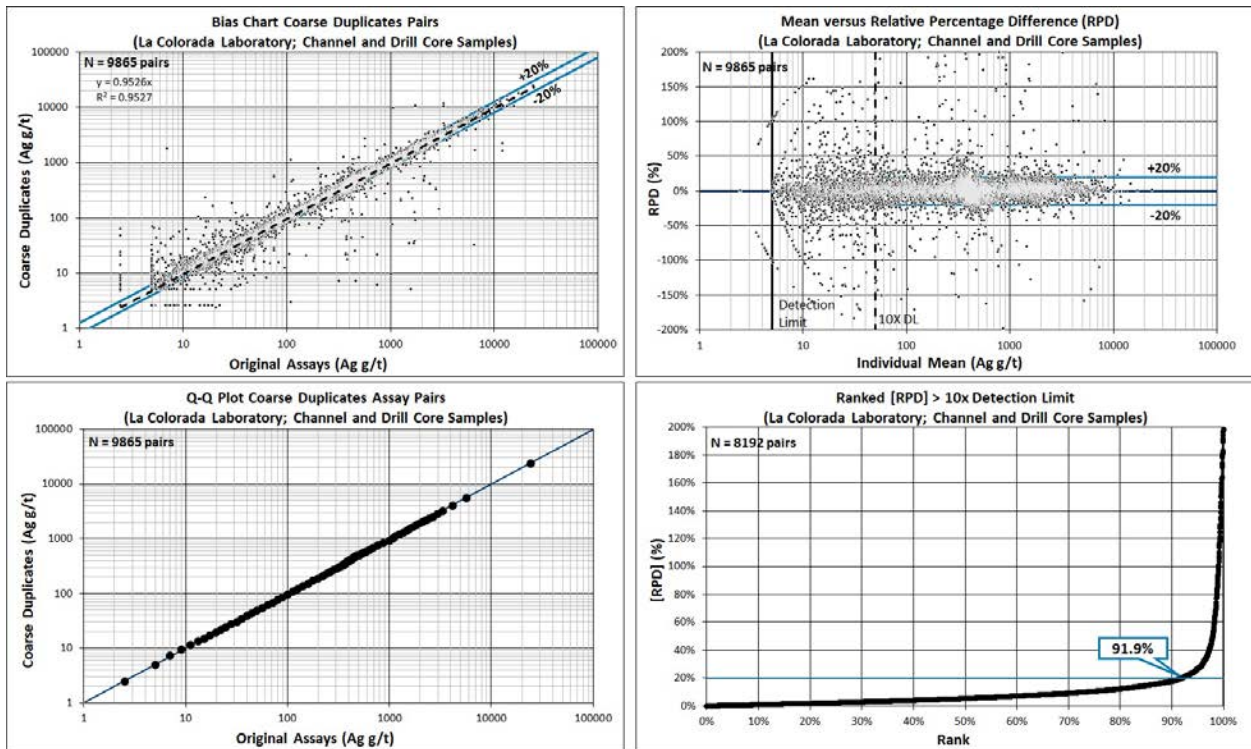 Bias Chart Coarse Duplicates Pairs
(La Colorada Laboratory; Channel and Drill Core Samples)
N = 9865 pairs
y = 0.9526x
R² = 0.9527
+20%
-20%
100000
10000
1000
100
10
1
Coarse Duplicates (Ag g/t)
1
10
100
1000
10000
100000
Original Assays (Ag g/t)
Mean versus Relative Percentage Difference (RPD)
(La Colorada Laboratory; Channel and Drill Core Samples)
N = 9865 pairs
200%
150%
100%
50%
0%
-50%
-100%
-150%
-200%
RPD (%)
+20%
-20%
Detection
Limit
10X DL
1
10
100
1000
10000
100000
Individual Mean (Ag g/t)
Q-Q Plot Coarse Duplicates Assay Pairs
(La Colorada Laboratory; Channel and Drill Core Samples)
N = 9865 pairs
100000
10000
1000
100
10
1
Coarse Duplicates (Ag g/t)
1
10
100
1000
10000
100000
Original Assays (Ag g/t)
Ranked [RPD] > 10x Detection Limit
(La Colorada Laboratory; Channel and Drill Core Samples)
N = 8192 pairs
200%
180%
160%
140%
120%
100%
80%
60%
40%
20%
0%
[RPD] (%)
91.9%
0%
10%
20%
30%
40%
50%
60%
70%
80%
90%
100%
Rank